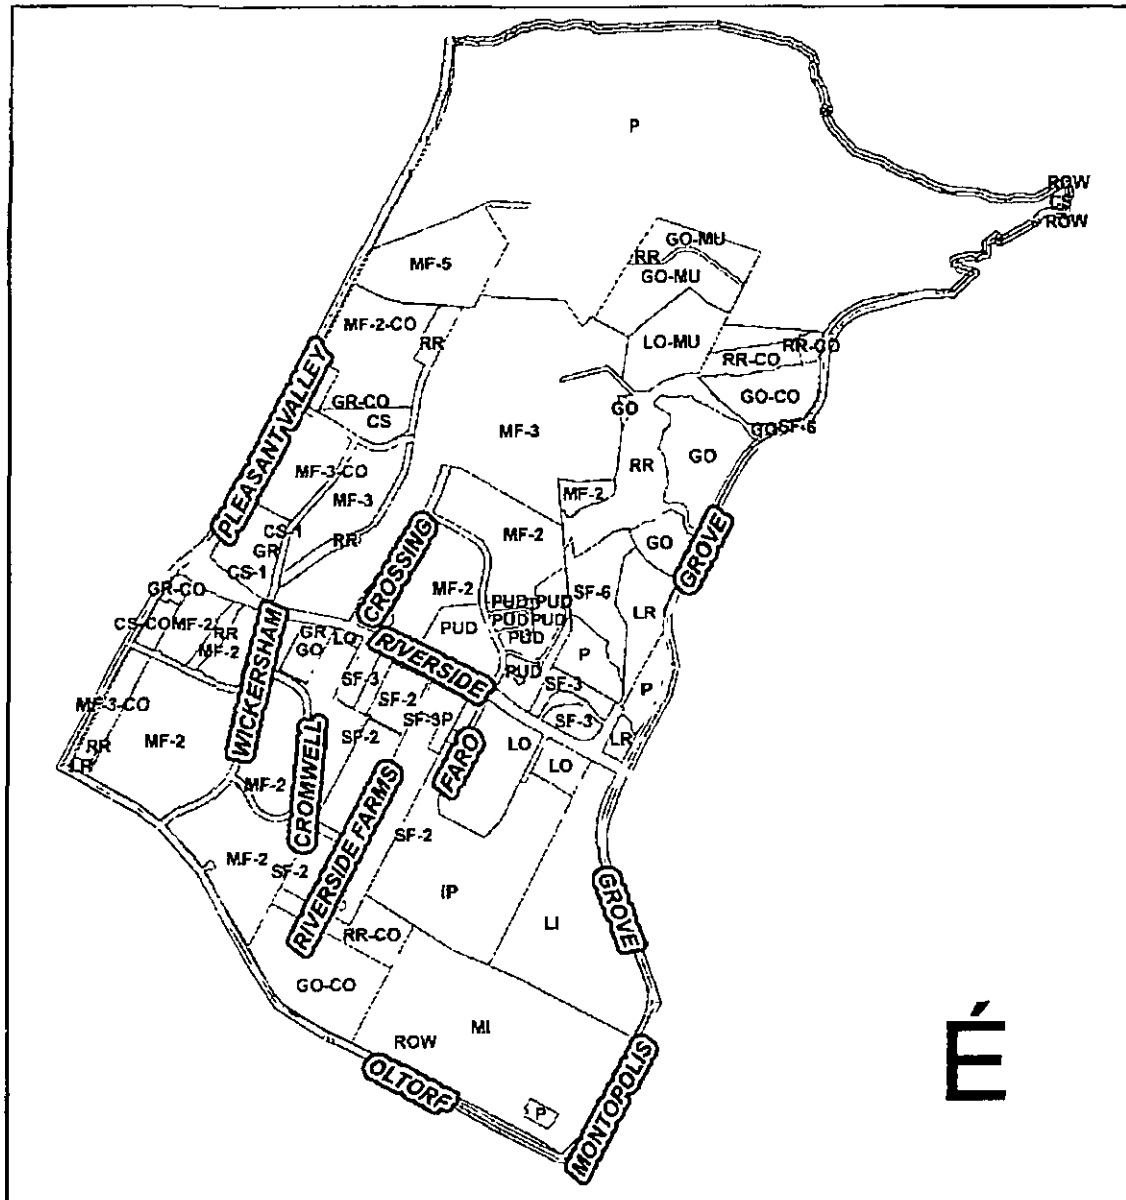 P
ROW
CS
ROW
GO-MU
RR
GO-MU
MF-5
MF-2-CO
RR
LO-MU
RR-CO
RR-CO
GO-CO
PLEASANT VALLEY
GR-CO
CS
GO
GO
SF-6
MF-3
GO
RR
MF-3-CO
MF-3
MF-2
CS-1
GR
RR
CROSSING
MF-2
GO
GROVE
CS-1
GR-CO
MF-2
SF-6
PUD
PUD
PUD
PUD
LR
CS-CO
MF-2
RR
MF-2
WICKERSHAM
GR
GO
LO
RIVERSIDE
PUD
PUD
PUD
P
SF-3
SF-2
SF-3
P
MF-3-CO
SF-3
P
SF-3
RR
LR
MF-2
SF-2
LO
LO
LR
FARO
MF-2
CROMWELL
RIVERSIDE FARMS
SF-2
MF-2
SF-2
IP
LI
GROVE
RR-CO
GO-CO
MI
ROW
OLTORF
P
MONTOPOLIS
É